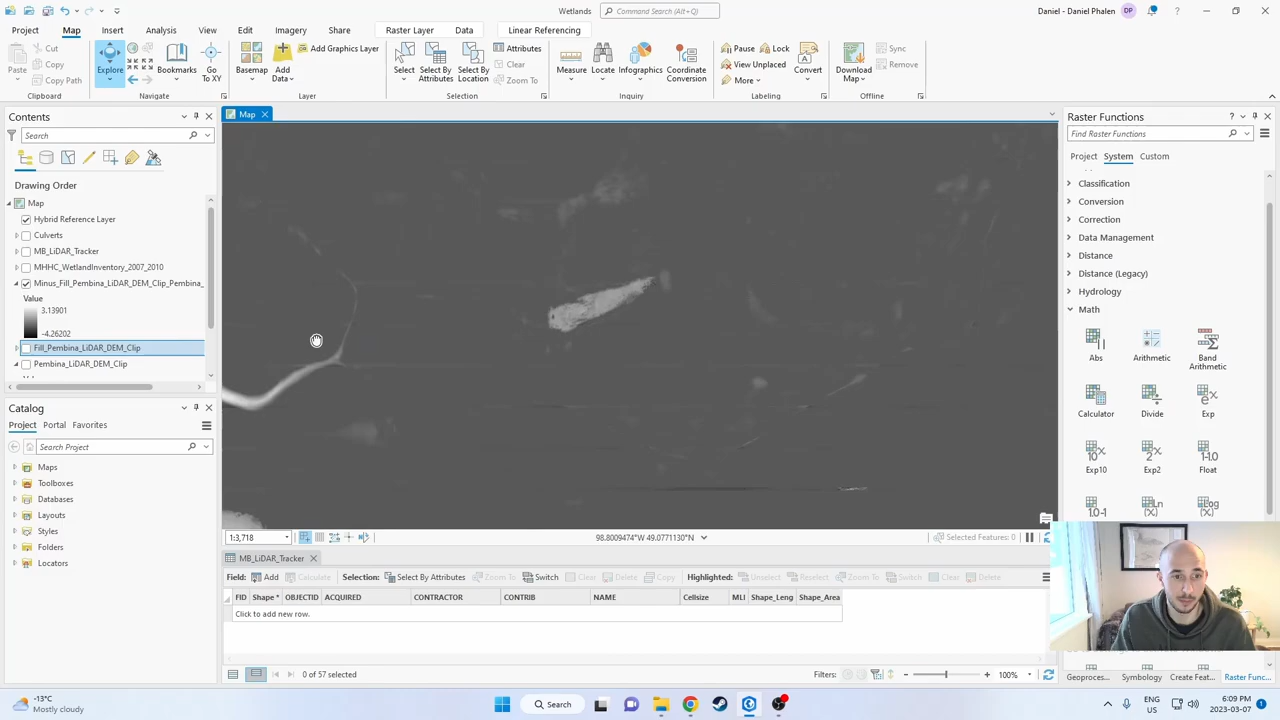 Wetlands
Command Search (Alt+Q)
Daniel - Daniel Phalen
DP
Project
Map
Insert
Analysis
View
Edit
Imagery
Share
Raster Layer
Data
Linear Referencing
Paste
Cut
Copy
Copy Path
Clipboard
Explore
Bookmarks
Go
To XY
Navigate
Basemap
Add
Data
Add Graphics Layer
Layer
Select
Select By
Attributes
Select By
Location
Attributes
Clear
Zoom To
Selection
Measure
Locate
Infographics
Coordinate
Conversion
Inquiry
Pause
Lock
View Unplaced
More
Convert
Labeling
Download
Map
Sync
Remove
Offline
Contents
Search
Drawing Order
Map
Hybrid Reference Layer
Culverts
MB_LiDAR_Tracker
MHHC_WetlandInventory_2007_2010
Minus_Fill_Pembina_LiDAR_DEM_Clip_Pembina_
Value
3.13901
-4.26202
Fill_Pembina_LiDAR_DEM_Clip
Pembina_LiDAR_DEM_Clip
Catalog
Project
Portal
Favorites
Search Project
Maps
Toolboxes
Databases
Layouts
Styles
Folders
Locators
Map
1:3,718
98.8009474°W 49.0771130°N
Selected Features: 0
MB_LiDAR_Tracker
Field:
Add
Calculate
Selection:
Select By Attributes
Zoom To
Switch
Clear
Delete
Copy
Highlighted:
Unselect
Reselect
Zoom To
Switch
Clear
Delete
FID
Shape *
OBJECTID
ACQUIRED
CONTRACTOR
CONTRIB
NAME
Cellsize
MLI
Shape_Leng
Shape_Area
Click to add new row.
0 of 57 selected
Filters:
100%
Raster Functions
Find Raster Functions
Project
System
Custom
Classification
Conversion
Correction
Data Management
Distance
Distance (Legacy)
Hydrology
Math
Abs
Arithmetic
Band
Arithmetic
Calculator
Divide
Exp
Exp10
Exp2
Float
Geoproces...
Symbology
Create Feat...
Raster Func...
-13°C
Mostly cloudy
Search
ENG
US
6:09 PM
2023-03-07